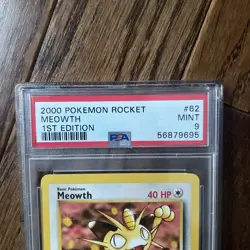 2000 POKEMON ROCKET #62
MEOWTH MINT
1ST EDITION 9
PSA 56879695
Basic Pokémon
Meowth 40 HP